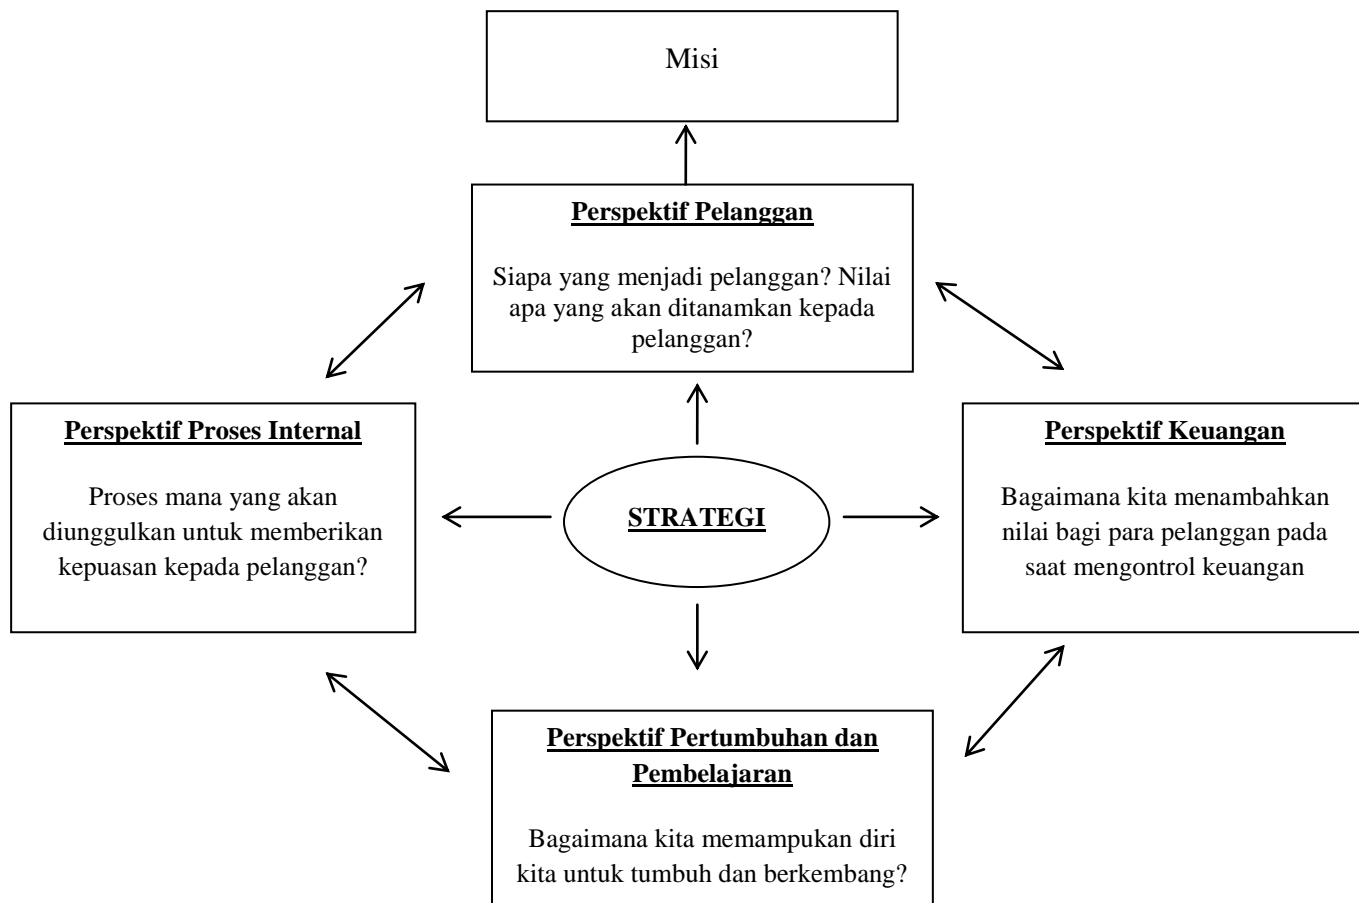 Misi
Perspektif Pelanggan
Siapa yang menjadi pelanggan? Nilai
apa yang akan ditanamkan kepada
pelanggan?
Perspektif Proses Internal
Proses mana yang akan
diunggulkan untuk memberikan
kepuasan kepada pelanggan?
STRATEGI
Perspektif Keuangan
Bagaimana kita menambahkan
nilai bagi para pelanggan pada
saat mengontrol keuangan
Perspektif Pertumbuhan dan
Pembelajaran
Bagaimana kita memampukan diri
kita untuk tumbuh dan berkembang?